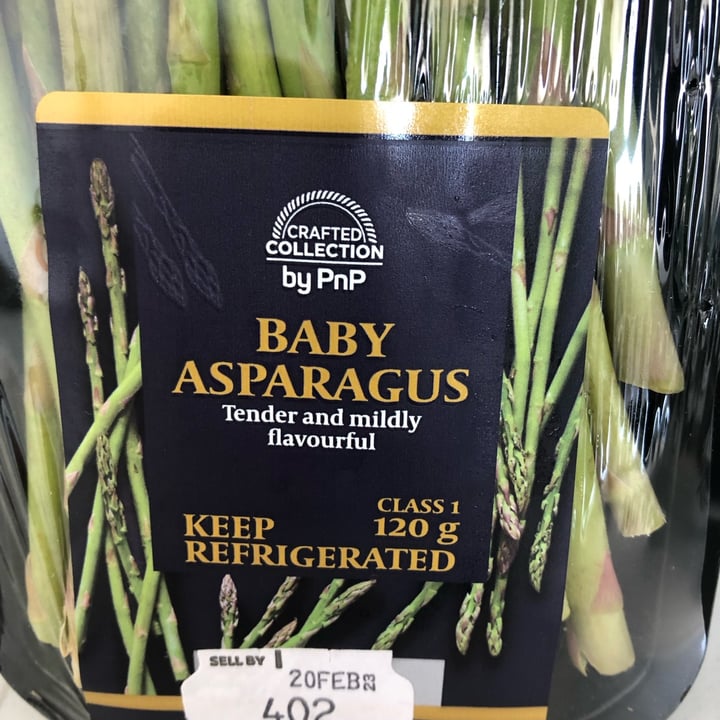 CRAFTED
COLLECTION
by PnP
BABY
ASPARAGUS
Tender and mildly
flavourful
CLASS 1
KEEP 120 g
REFRIGERATED
SELL BY
20FEB23
402